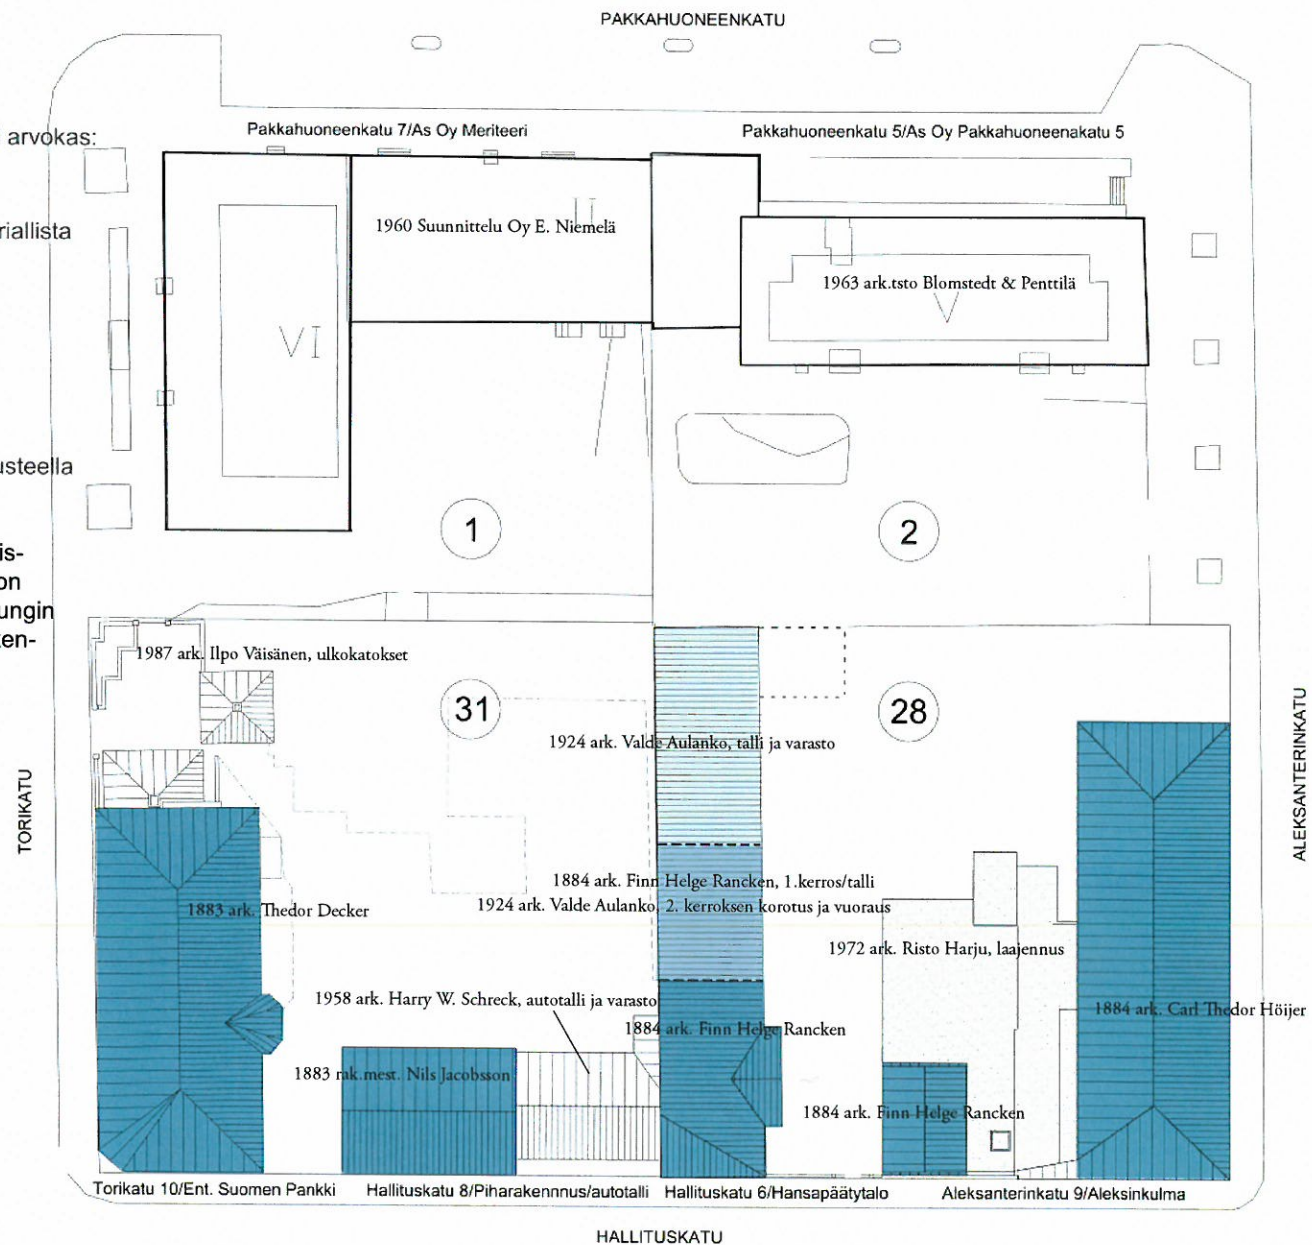 PAKKAHUONEENKATU
arvokas:
Pakkahuoneenkatu 7/As Oy Meriteeri
Pakkahuoneenkatu 5/As Oy Pakkahuoneenakatu 5
riallista
1960 Suunnittelu Oy E. Niemelä
II
1963 ark.tsto Blomstedt & Penttilä
V
VI
usteella
1
2
is-
on
ungin
ken-
1987 ark. Ilpo Väisänen, ulkokatokset
31
28
1924 ark. Valde Aulanko, talli ja varasto
TORIKATU
ALEKSANTERINKATU
1884 ark. Finn Helge Rancken, 1.kerros/talli
1924 ark. Valde Aulanko, 2. kerroksen korotus ja vuoraus
1883 ark. Thedor Decker
1972 ark. Risto Harju, laajennus
1958 ark. Harry W. Schreck, autotalli ja varasto
1884 ark. Carl Thedor Höijer
1884 ark. Finn Helge Rancken
1883 rak.mest. Nils Jacobsson
1884 ark. Finn Helge Rancken
Torikatu 10/Ent. Suomen Pankki
Hallituskatu 8/Piharakennnus/autotalli
Hallituskatu 6/Hansapäätytalo
Aleksanterinkatu 9/Aleksinkulma
HALLITUSKATU